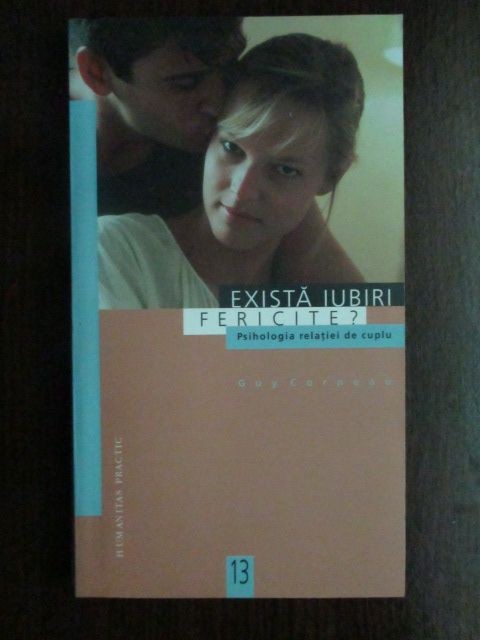 EXISTĂ IUBIRI
FERICITE?
Psihologia relației de cuplu
Guy Corneau
HUMANITAS PRACTIC
13